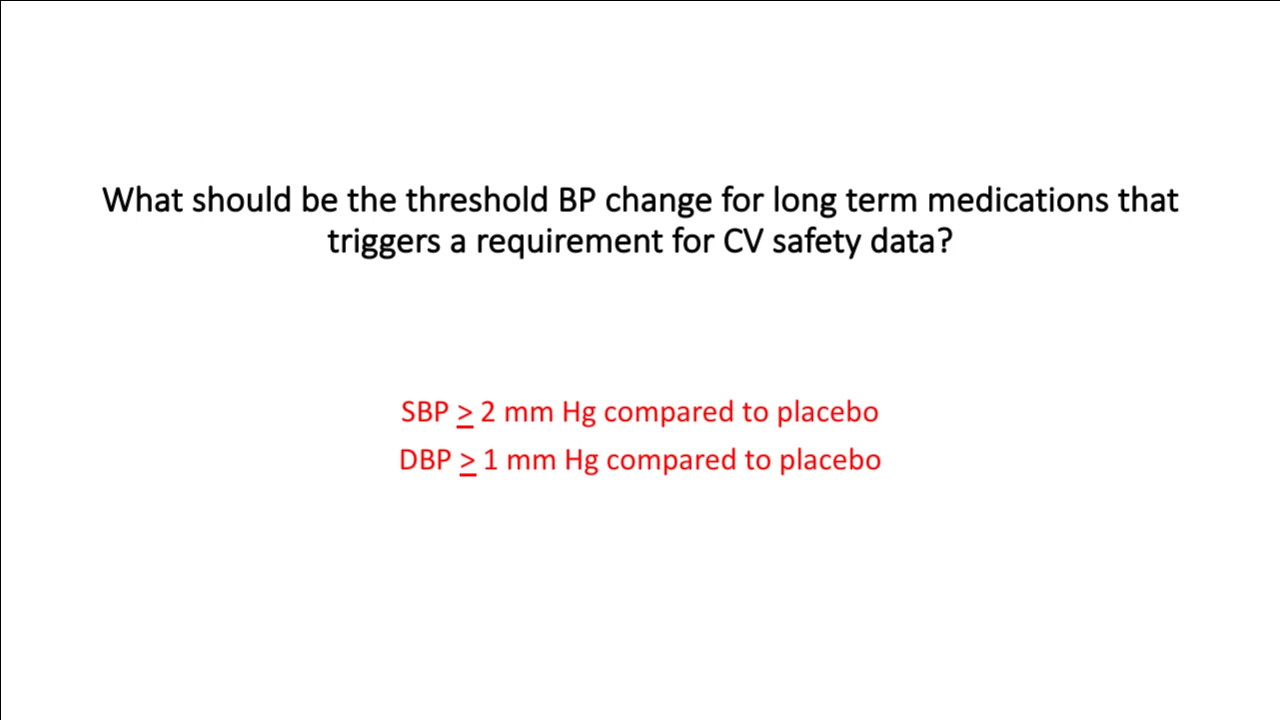 What should be the threshold BP change for long term medications that
triggers a requirement for CV safety data?
SBP ≥ 2 mm Hg compared to placebo
DBP ≥ 1 mm Hg compared to placebo